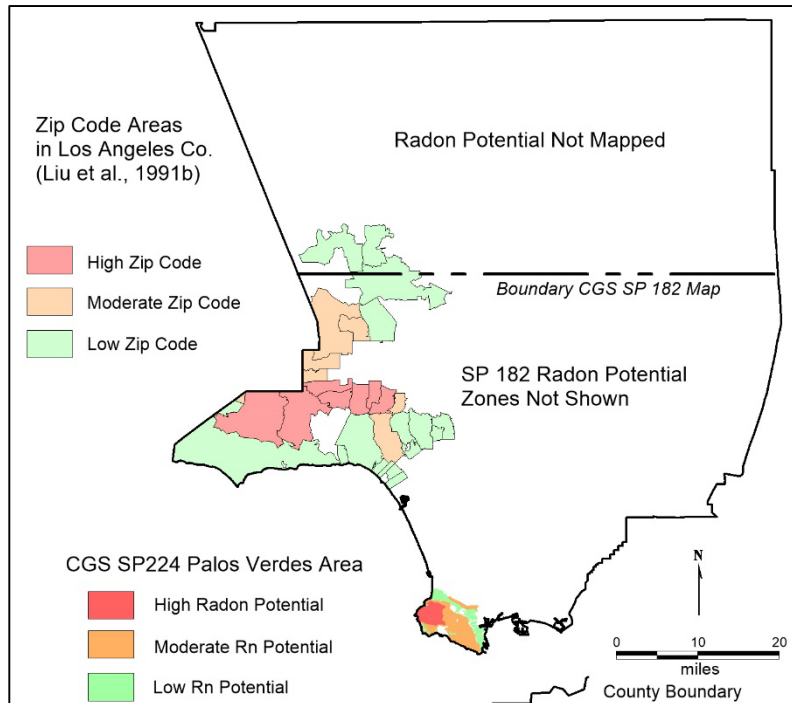 Zip Code Areas
in Los Angeles Co.
(Liu et al., 1991b)
Radon Potential Not Mapped
High Zip Code
Moderate Zip Code
Low Zip Code
Boundary CGS SP 182 Map
SP 182 Radon Potential
Zones Not Shown
CGS SP224 Palos Verdes Area
High Radon Potential
Moderate Rn Potential
Low Rn Potential
N
0 10 20
miles
County Boundary